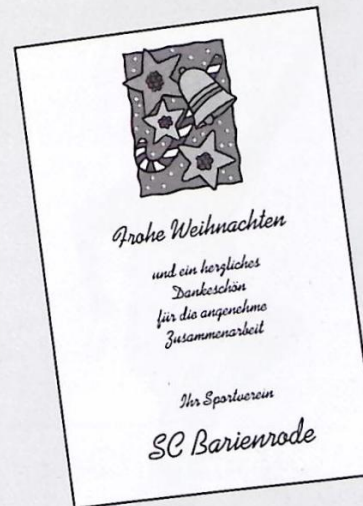 Frohe Weihnachten
und ein herzliches
Dankeschön
für die angenehme
Zusammenarbeit
Ihr Sportverein
SC Barienrode